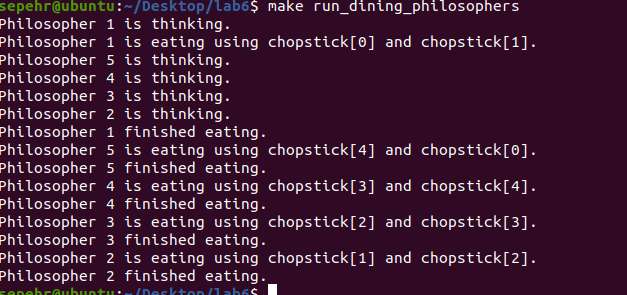 sepehr@ubuntu:~/Desktop/lab6$ make run_dining_philosophers
Philosopher 1 is thinking.
Philosopher 1 is eating using chopstick[0] and chopstick[1].
Philosopher 5 is thinking.
Philosopher 4 is thinking.
Philosopher 3 is thinking.
Philosopher 2 is thinking.
Philosopher 1 finished eating.
Philosopher 5 is eating using chopstick[4] and chopstick[0].
Philosopher 5 finished eating.
Philosopher 4 is eating using chopstick[3] and chopstick[4].
Philosopher 4 finished eating.
Philosopher 3 is eating using chopstick[2] and chopstick[3].
Philosopher 3 finished eating.
Philosopher 2 is eating using chopstick[1] and chopstick[2].
Philosopher 2 finished eating.
sepehr@ubuntu:~/Desktop/lab6$